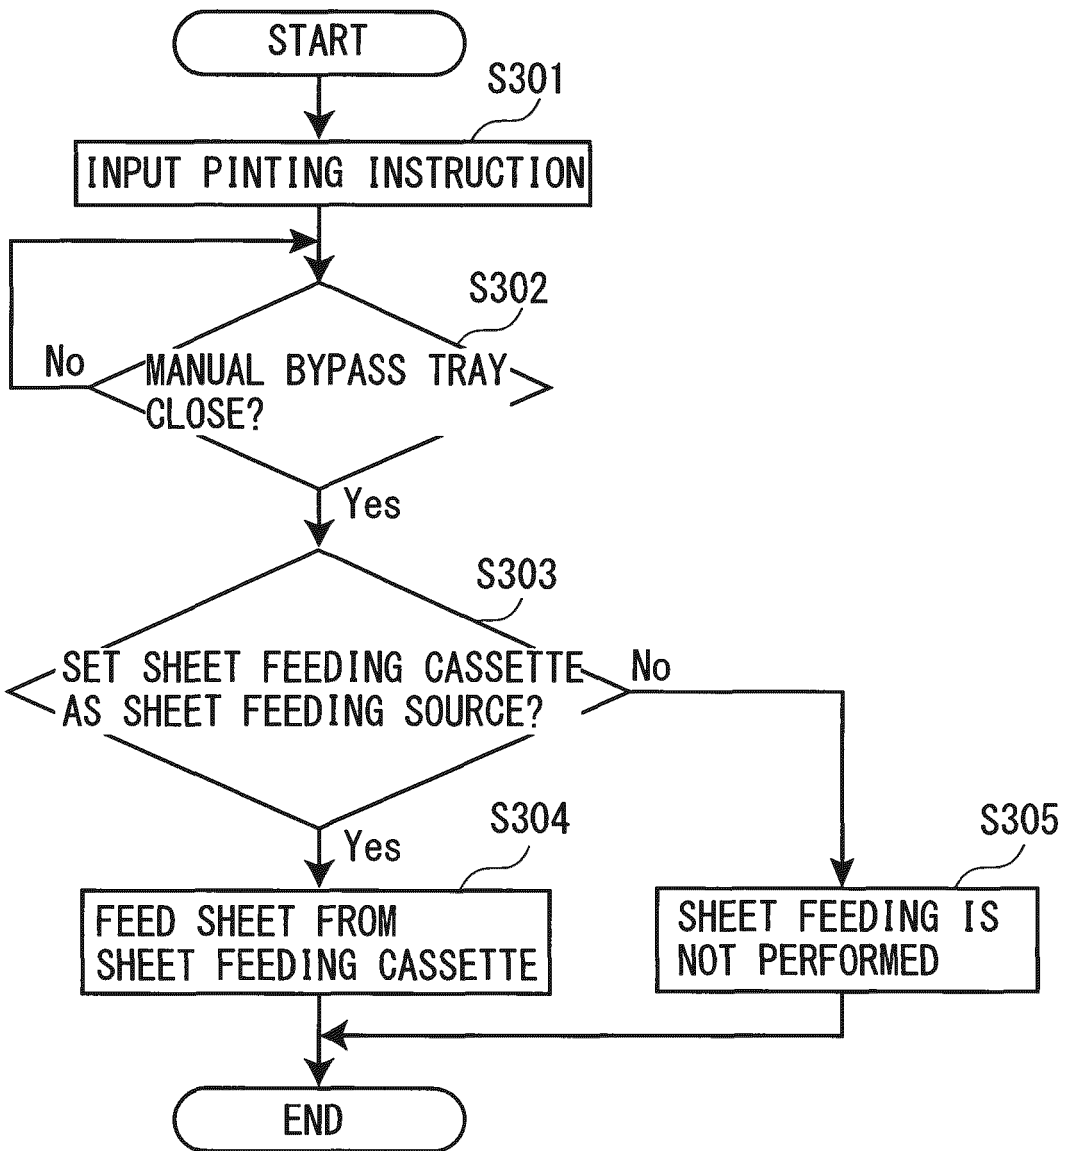 START
S301
INPUT PINTING INSTRUCTION
S302
No
MANUAL BYPASS TRAY
CLOSE?
Yes
S303
SET SHEET FEEDING CASSETTE
AS SHEET FEEDING SOURCE?
No
Yes
S304
FEED SHEET FROM
SHEET FEEDING CASSETTE
S305
SHEET FEEDING IS
NOT PERFORMED
END